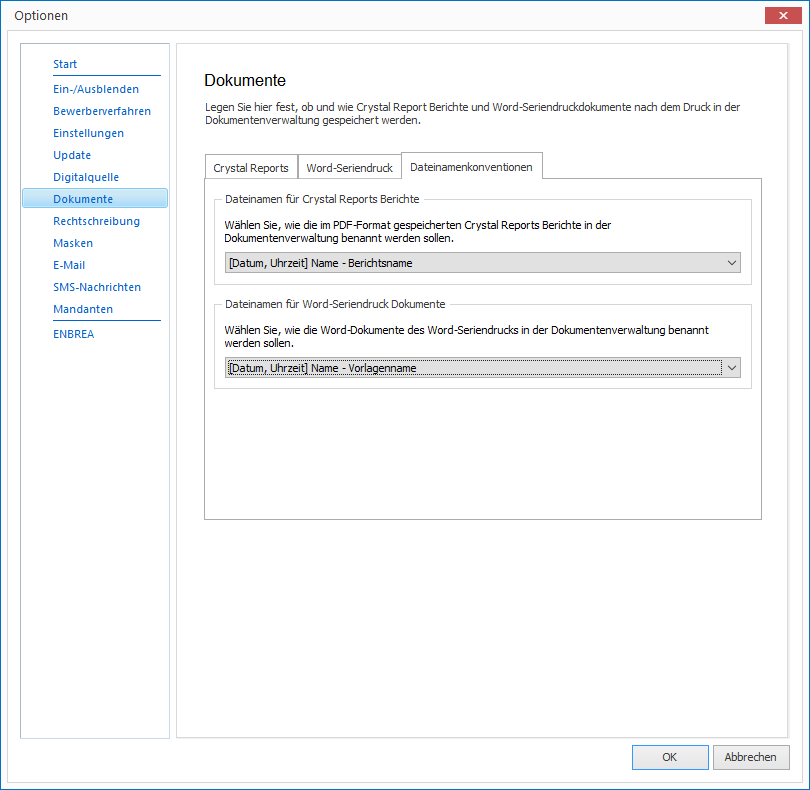 Optionen
Start
Ein-/Ausblenden
Bewerberverfahren
Einstellungen
Update
Digitalquelle
Dokumente
Rechtschreibung
Masken
E-Mail
SMS-Nachrichten
Mandanten
ENBREA
Dokumente
Legen Sie hier fest, ob und wie Crystal Report Berichte und Word-Seriendruckdokumente nach dem Druck in der
Dokumentenverwaltung gespeichert werden.
Crystal Reports
Word-Seriendruck
Dateinamenkonventionen
Dateinamen für Crystal Reports Berichte
Wählen Sie, wie die im PDF-Format gespeicherten Crystal Reports Berichte in der
Dokumentenverwaltung benannt werden sollen.
[Datum, Uhrzeit] Name - Berichtsname
Dateinamen für Word-Seriendruck Dokumente
Wählen Sie, wie die Word-Dokumente des Word-Seriendrucks in der Dokumentenverwaltung benannt
werden sollen.
[Datum, Uhrzeit] Name - Vorlagenname
OK
Abbrechen